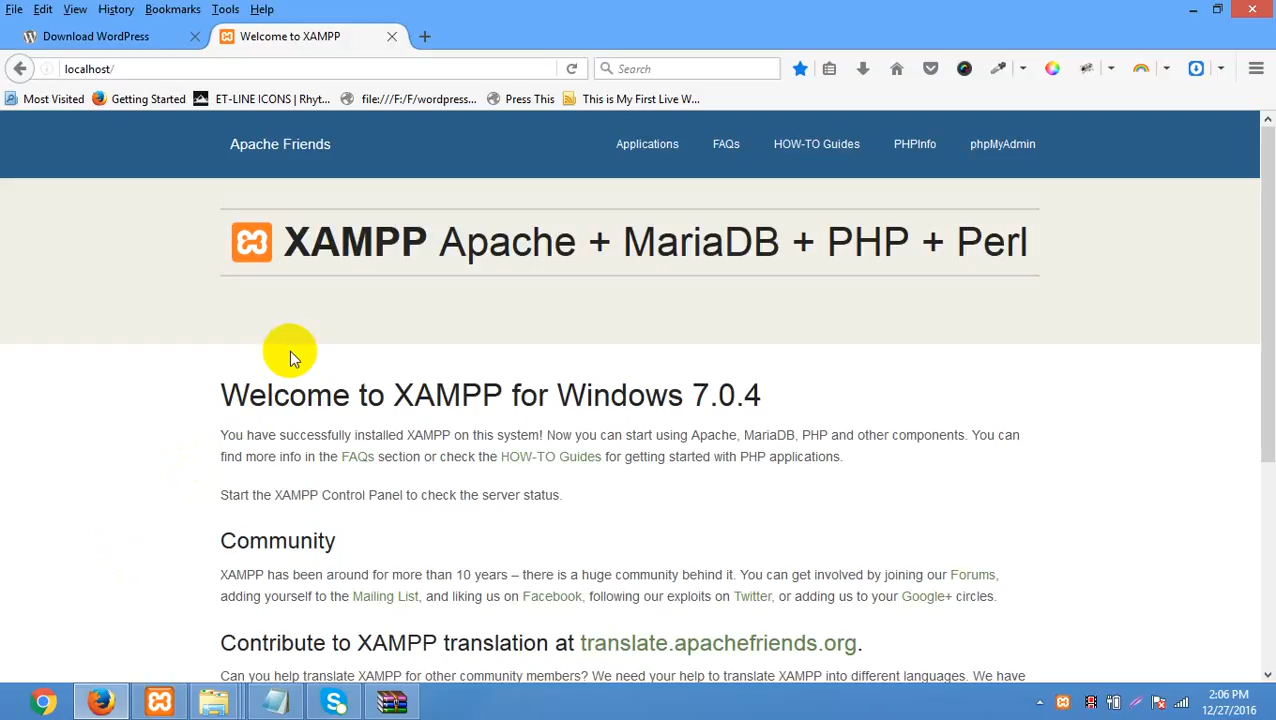 File Edit View History Bookmarks Tools Help
Download WordPress Welcome to XAMPP
localhost/ Search
Most Visited Getting Started ET-LINE ICONS | Rhyt... file:///F:/F/wordpress... Press This This is My First Live W...
Apache Friends Applications FAQs HOW-TO Guides PHPInfo phpMyAdmin
XAMPP Apache + MariaDB + PHP + Perl
Welcome to XAMPP for Windows 7.0.4
You have successfully installed XAMPP on this system! Now you can start using Apache, MariaDB, PHP and other components. You can
find more info in the FAQs section or check the HOW-TO Guides for getting started with PHP applications.
Start the XAMPP Control Panel to check the server status.
Community
XAMPP has been around for more than 10 years – there is a huge community behind it. You can get involved by joining our Forums,
adding yourself to the Mailing List, and liking us on Facebook, following our exploits on Twitter, or adding us to your Google+ circles.
Contribute to XAMPP translation at translate.apachefriends.org.
Can you help translate XAMPP for other community members? We need your help to translate XAMPP into different languages. We have
2:06 PM
12/27/2016